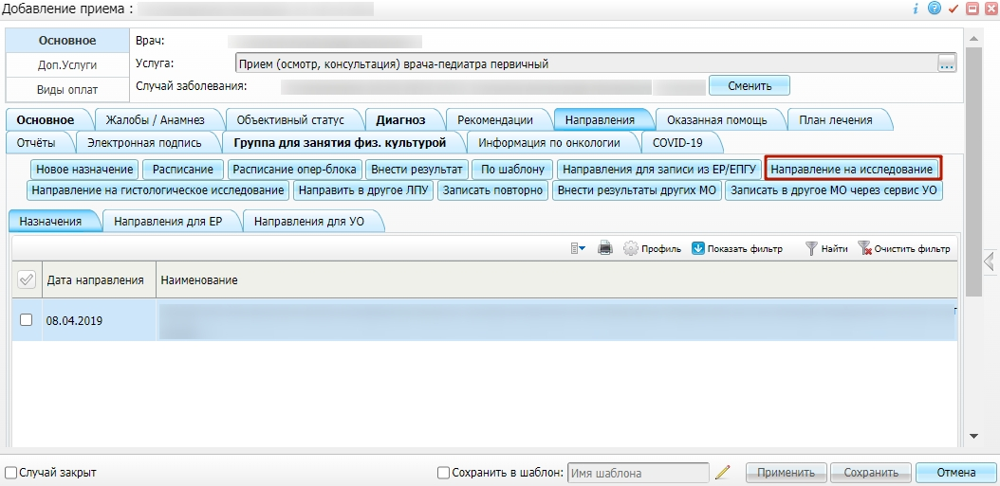 Добавление приема :
Основное
Доп.Услуги
Виды оплат
Врач:
Услуга: Прием (осмотр, консультация) врача-педиатра первичный ...
Случай заболевания: Сменить
Основное Жалобы / Анамнез Объективный статус Диагноз Рекомендации Направления Оказанная помощь План лечения
Отчёты Электронная подпись Группа для занятия физ. культурой Информация по онкологии COVID-19
Новое назначение Расписание Расписание опер-блока Внести результат По шаблону Направления для записи из ЕР/ЕПГУ Направление на исследование
Направление на гистологическое исследование Направить в другое ЛПУ Записать повторно Внести результаты других МО Записать в другое МО через сервис УО
Назначения Направления для ЕР Направления для УО
Профиль Показать фильтр Найти Очистить фильтр
Дата направления Наименование
08.04.2019
Случай закрыт Сохранить в шаблон: Имя шаблона Применить Сохранить Отмена